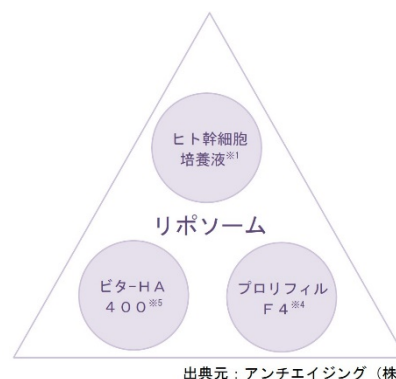 ヒト幹細胞
培養液※1
リポソーム
ビターHA
400※5
プロリフィル
F4※4
出典元：アンチエイジング（株